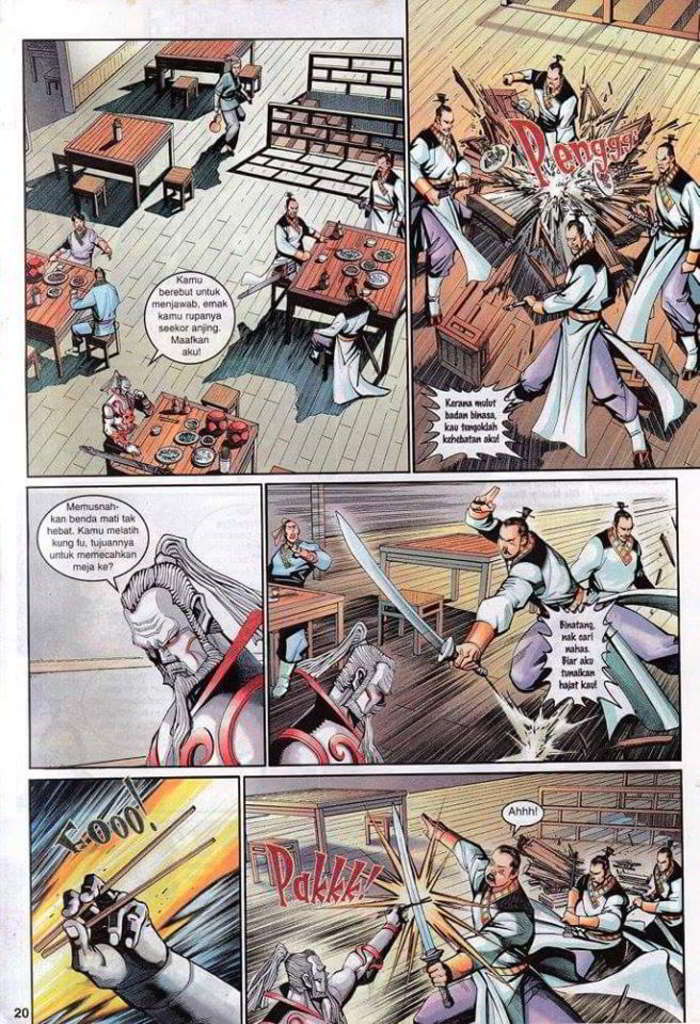 Kamu
berebut untuk
menjawab, emak
kamu rupanya
seekor anjing.
Maafkan
aku!
Pengggg!
Kerana mulut
badan binasa,
kau tengoklah
kehebatan aku!
Memusnah-
kan benda mati tak
hebat. Kamu melatih
kung fu, tujuannya
untuk memecahkan
meja ke?
Binatang,
nak cari
nahas.
Biar aku
tunaikan
hajat kau!
Fooo!
Pakkk!
Ahhh!
20